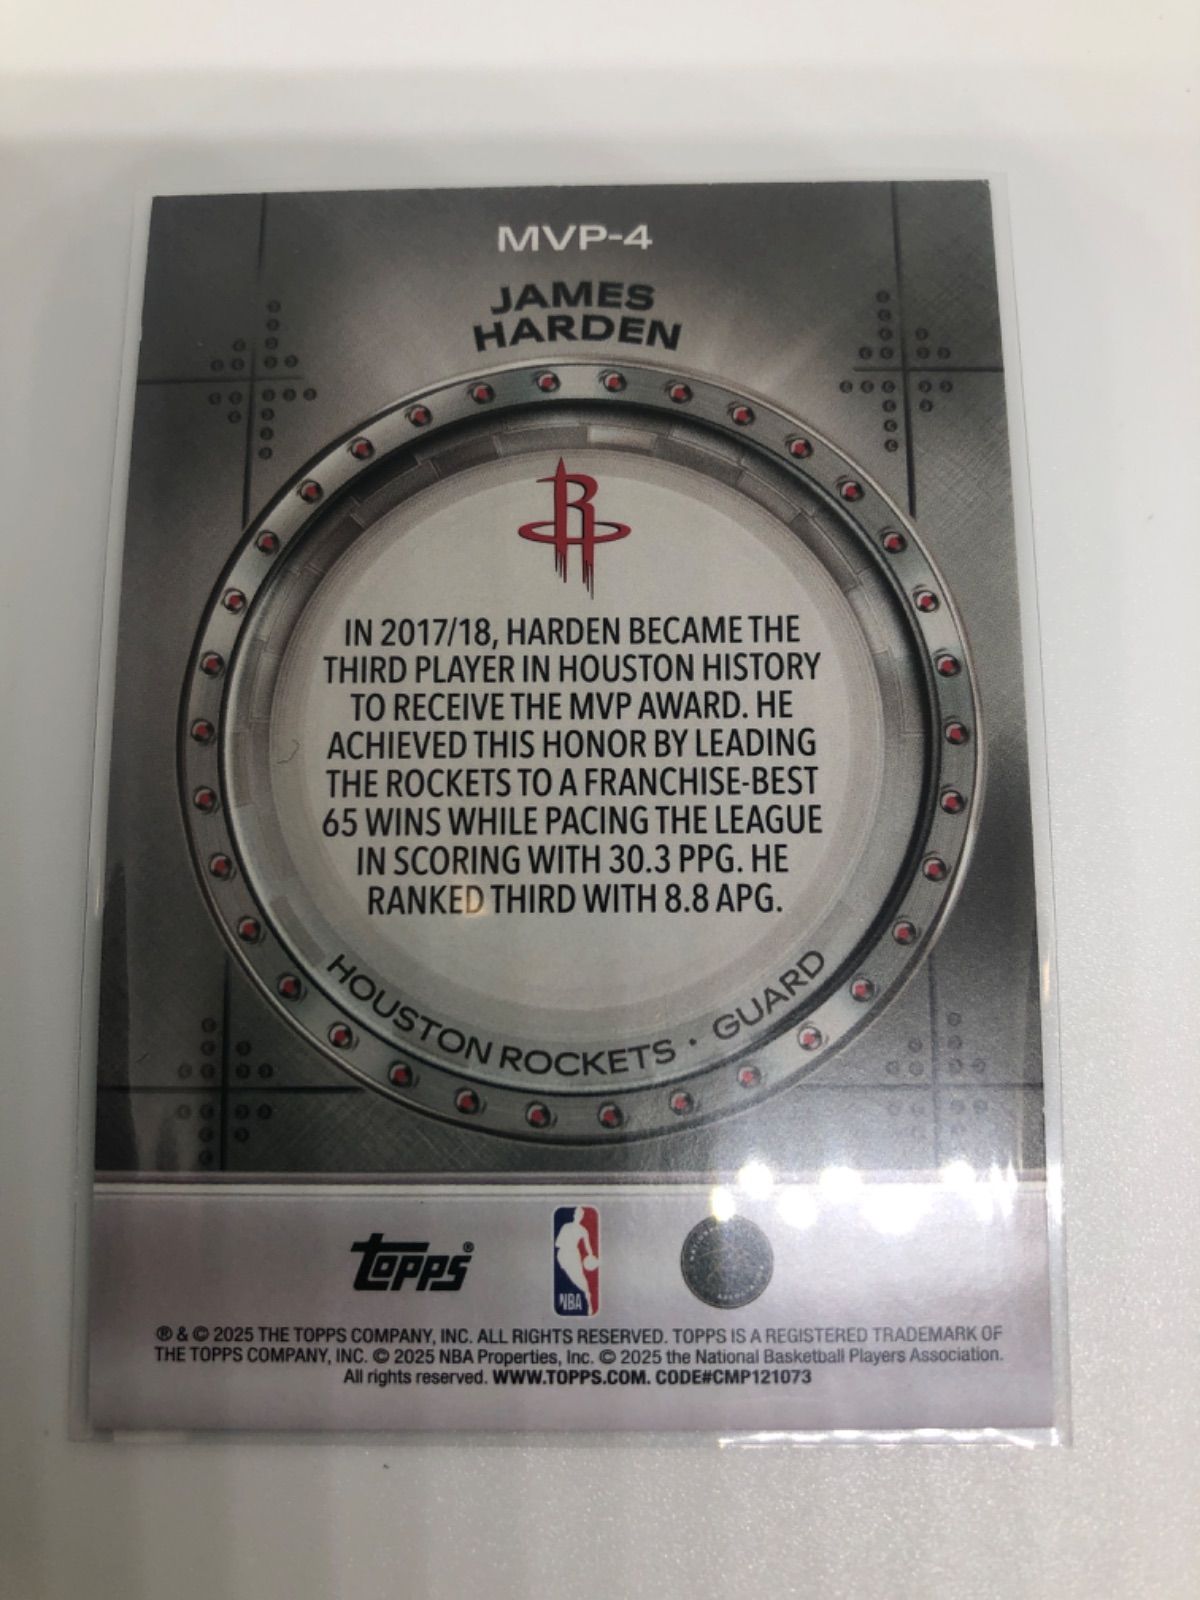 MVP-4
JAMES
HARDEN
IN 2017/18, HARDEN BECAME THE
THIRD PLAYER IN HOUSTON HISTORY
TO RECEIVE THE MVP AWARD. HE
ACHIEVED THIS HONOR BY LEADING
THE ROCKETS TO A FRANCHISE-BEST
65 WINS WHILE PACING THE LEAGUE
IN SCORING WITH 30.3 PPG. HE
RANKED THIRD WITH 8.8 APG.
HOUSTON ROCKETS · GUARD
Topps®
NBA
® & © 2025 THE TOPPS COMPANY, INC. ALL RIGHTS RESERVED. TOPPS IS A REGISTERED TRADEMARK OF
THE TOPPS COMPANY, INC. © 2025 NBA Properties, Inc. © 2025 the National Basketball Players Association.
All rights reserved. WWW.TOPPS.COM. CODE#CMP121073